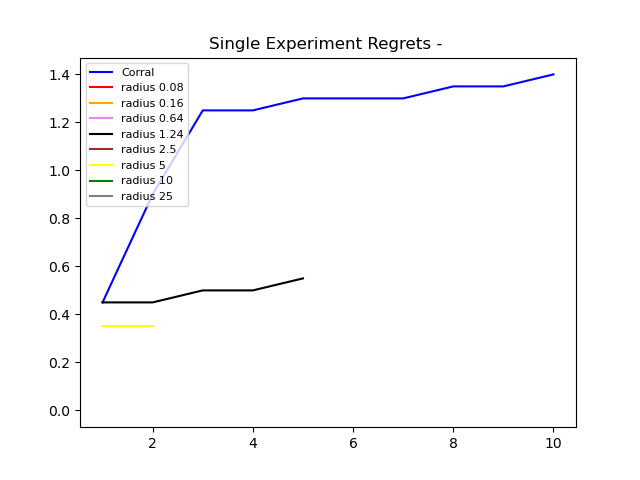 Single Experiment Regrets -
1.4
1.2
1.0
0.8
0.6
0.4
0.2
0.0
Corral
radius 0.08
radius 0.16
radius 0.64
radius 1.24
radius 2.5
radius 5
radius 10
radius 25
2 4 6 8 10